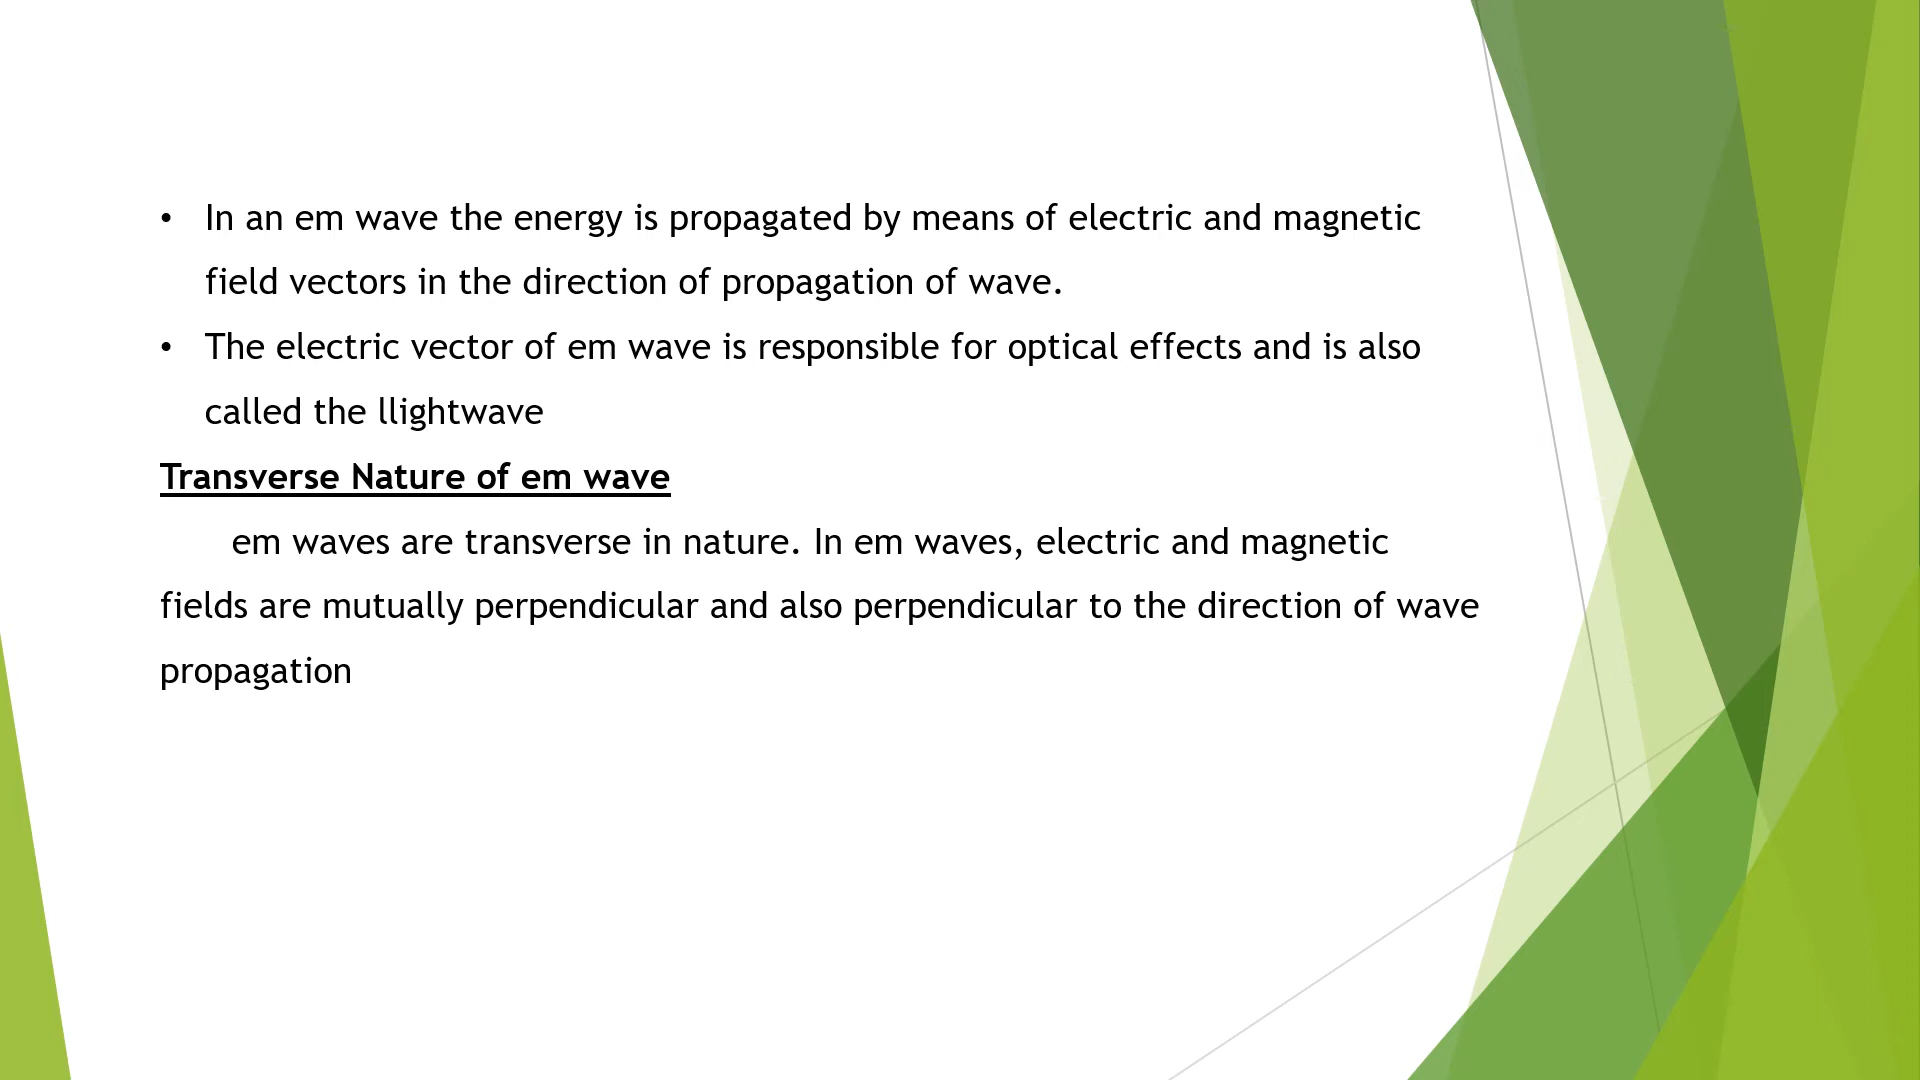 • In an em wave the energy is propagated by means of electric and magnetic
field vectors in the direction of propagation of wave.
• The electric vector of em wave is responsible for optical effects and is also
called the llightwave
Transverse Nature of em wave
em waves are transverse in nature. In em waves, electric and magnetic
fields are mutually perpendicular and also perpendicular to the direction of wave
propagation